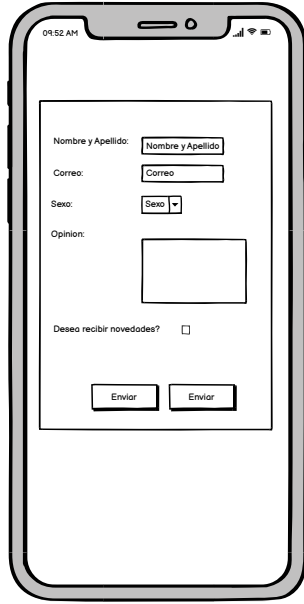 09:52 AM
Nombre y Apellido: Nombre y Apellido
Correo: Correo
Sexo: Sexo
Opinion:
Desea recibir novedades?
Enviar Enviar